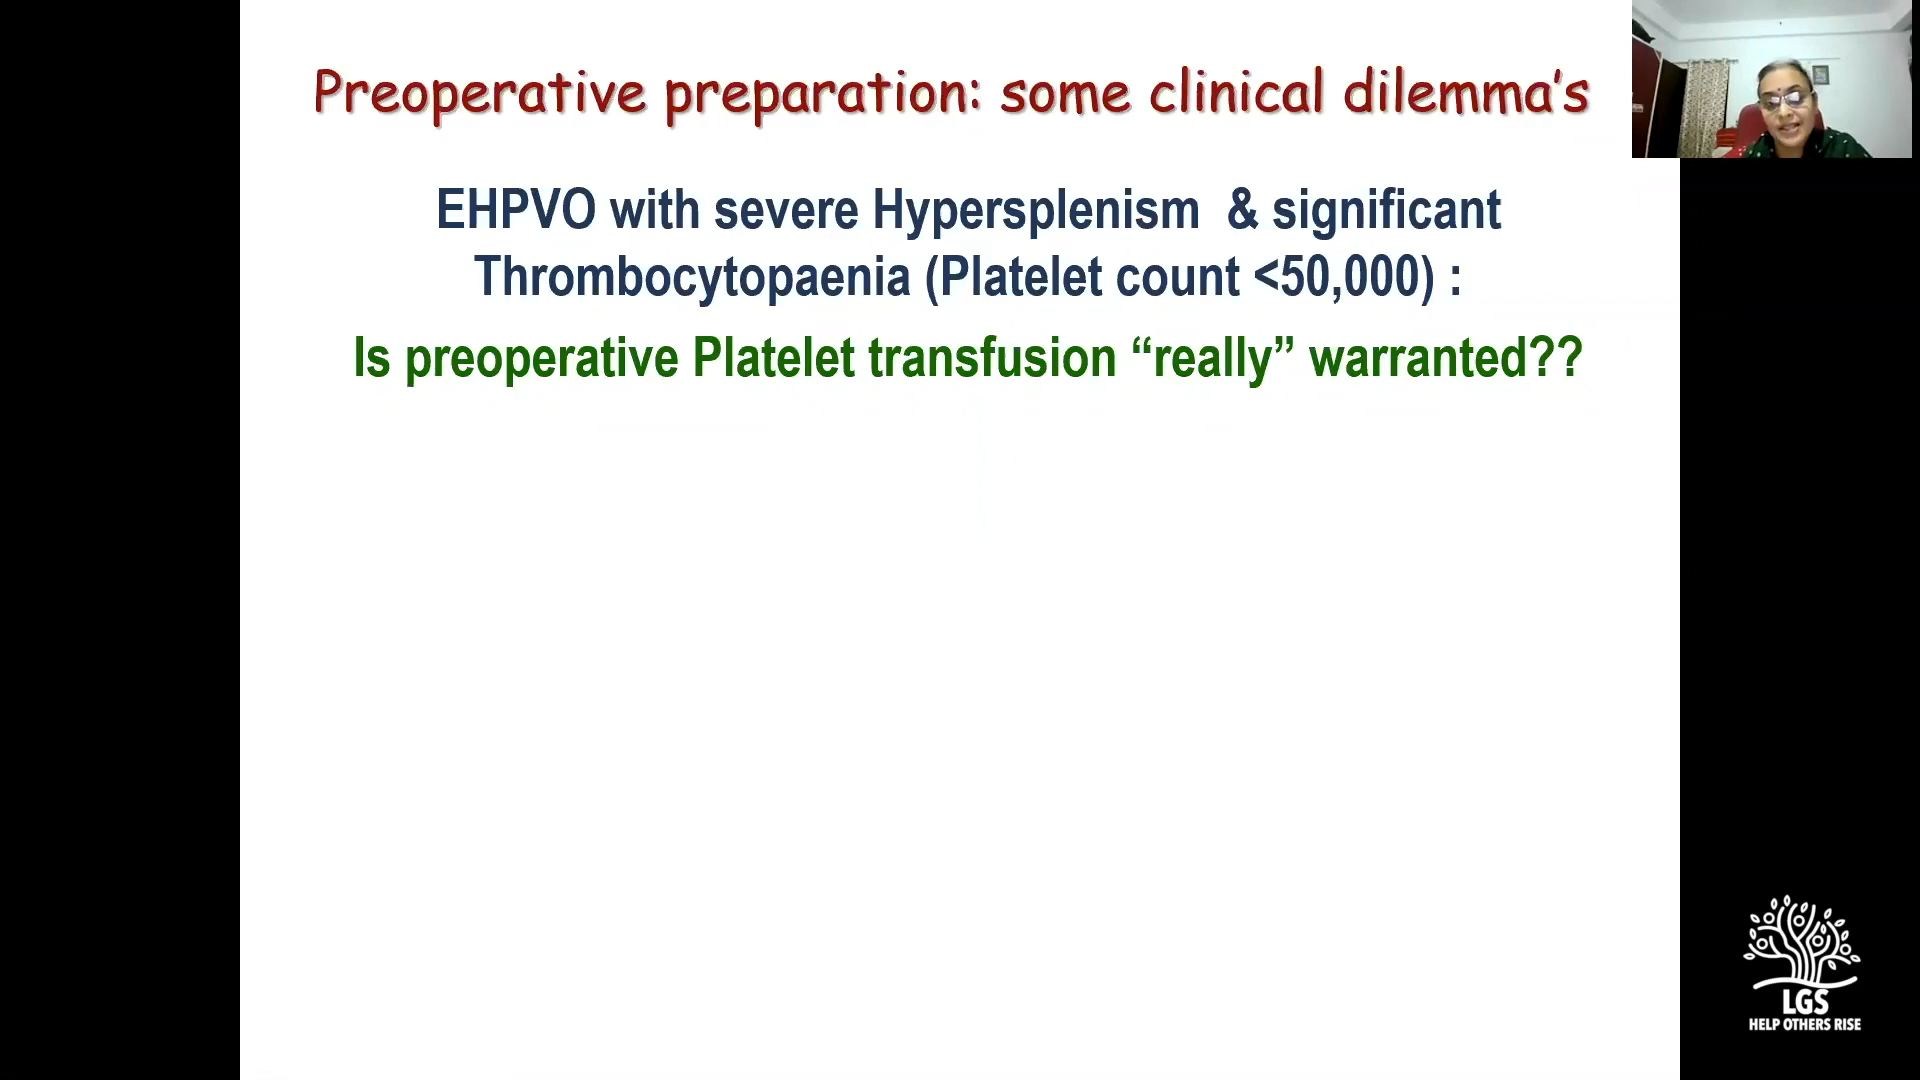 Preoperative preparation: some clinical dilemma's
EHPVO with severe Hypersplenism & significant
Thrombocytopaenia (Platelet count <50,000) :
Is preoperative Platelet transfusion “really” warranted??
LGS
HELP OTHERS RISE